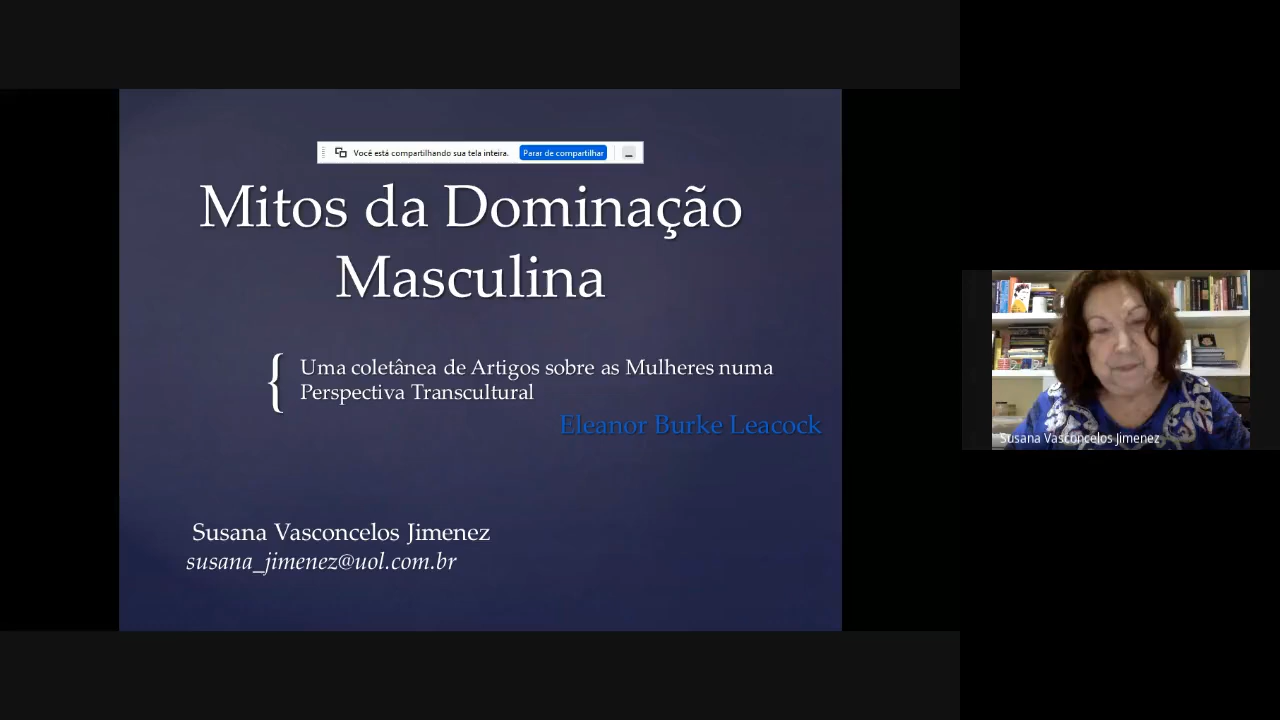 Você está compartilhando sua tela inteira. Parar de compartilhar
Mitos da Dominação
Masculina
Uma coletânea de Artigos sobre as Mulheres numa
Perspectiva Transcultural
Eleanor Burke Leacock
Susana Vasconcelos Jimenez
susana_jimenez@uol.com.br
Susana Vasconcelos Jimenez